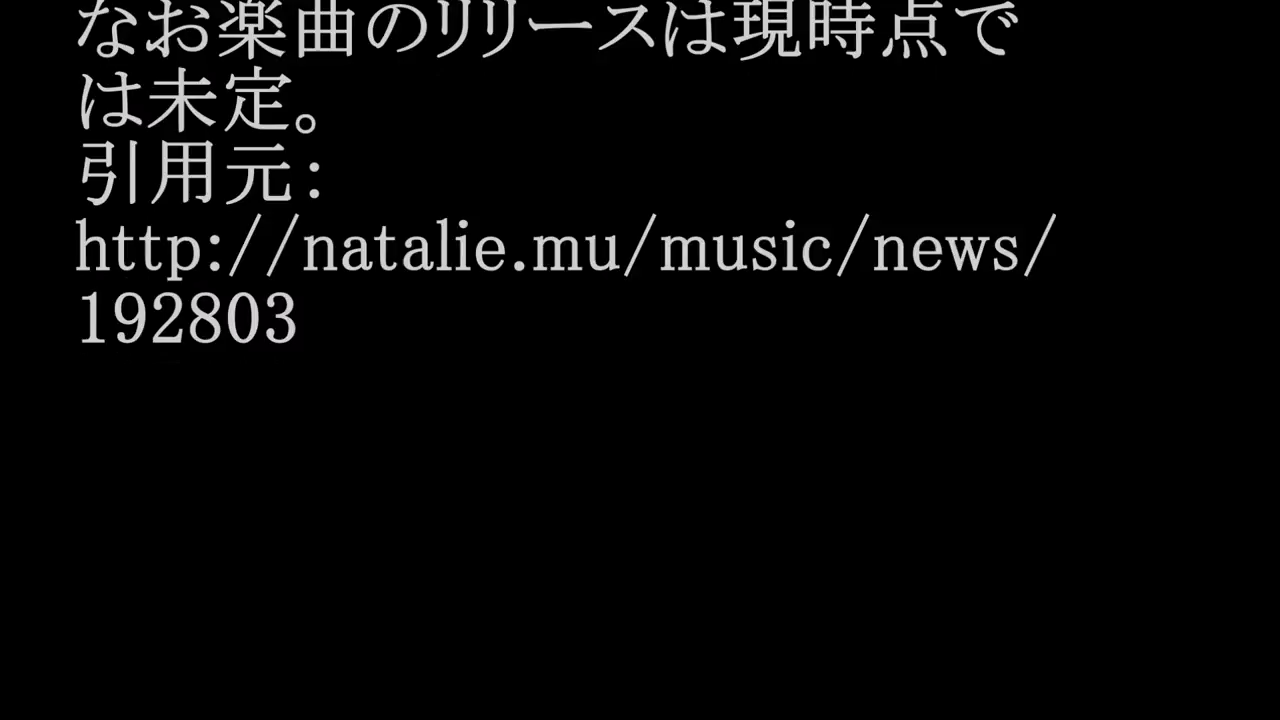 なお楽曲のリリースは現時点で
は未定。
引用元：
http://natalie.mu/music/news/
192803